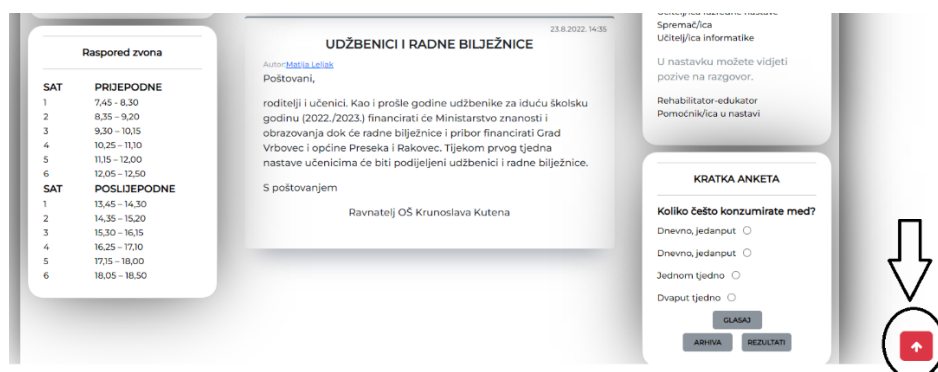 Raspored zvona
SAT PRIJEPODNE
1 7,45 - 8,30
2 8,35 – 9,20
3 9,30 – 10,15
4 10,25 – 11,10
5 11,15 – 12,00
6 12,05 – 12,50
SAT POSLIJEPODNE
1 13,45 – 14,30
2 14,35 – 15,20
3 15,30 – 16,15
4 16,25 – 17,10
5 17,15 – 18,00
6 18,05 – 18,50
23.8.2022. 14:35
UDŽBENICI I RADNE BILJEŽNICE
Autor:Matija Leljak
Poštovani,
roditelji i učenici. Kao i prošle godine udžbenike za iduću školsku
godinu (2022./2023.) financirati će Ministarstvo znanosti i
obrazovanja dok će radne bilježnice i pribor financirati Grad
Vrbovec i općine Preseka i Rakovec. Tijekom prvog tjedna
nastave učenicima će biti podijeljeni udžbenici i radne bilježnice.
S poštovanjem
Ravnatelj OŠ Krunoslava Kutena
Učitelj/ica razredne nastave
Spremač/ica
Učitelj/ica informatike
U nastavku možete vidjeti
pozive na razgovor.
Rehabilitator-edukator
Pomoćnik/ica u nastavi
KRATKA ANKETA
Koliko češto konzumirate med?
Dnevno, jedanput
Dnevno, jedanput
Jednom tjedno
Dvaput tjedno
GLASAJ
ARHIVA REZULTATI